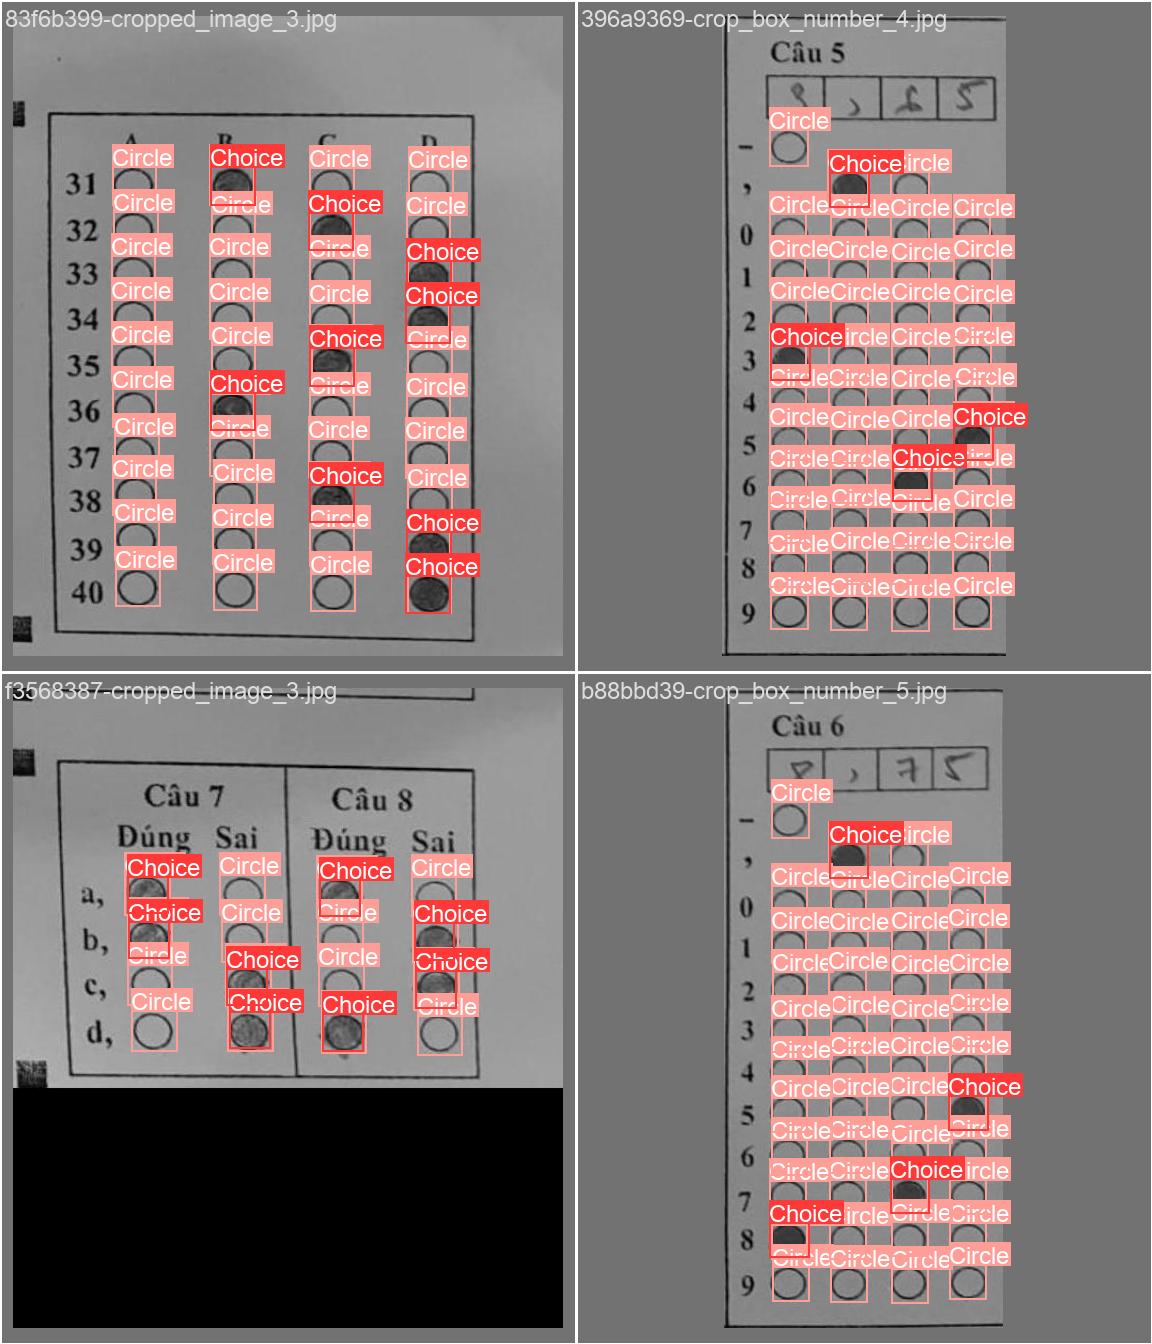 83f6b399-cropped_image_3.jpg
A B C D
31 Circle Choice Circle Circle
32 Circle Circle Choice Circle
33 Circle Circle Circle Choice
34 Circle Circle Circle Choice
35 Circle Circle Choice Circle
36 Circle Choice Circle Circle
37 Circle Circle Circle Circle
38 Circle Circle Choice Circle
39 Circle Circle Circle Choice
40 Circle Circle Circle Choice
396a9369-crop_box_number_4.jpg
Câu 5
, 6 5
- Circle
, Choice Circle
0 Circle Circle Circle Circle
1 Circle Circle Circle Circle
2 Circle Circle Circle Circle
3 Choice Circle Circle Circle
4 Circle Circle Circle Circle
5 Circle Circle Circle Choice
6 Circle Circle Choice Circle
7 Circle Circle Circle Circle
8 Circle Circle Circle Circle
9 Circle Circle Circle Circle
f3568387-cropped_image_3.jpg
Câu 7 Câu 8
Đúng Sai Đúng Sai
a, Choice Circle Choice Circle
b, Choice Circle Circle Choice
c, Circle Choice Circle Choice
d, Circle Choice Choice Circle
b88bbd39-crop_box_number_5.jpg
Câu 6
8 , 7 5
- Circle
, Choice Circle
0 Circle Circle Circle Circle
1 Circle Circle Circle Circle
2 Circle Circle Circle Circle
3 Circle Circle Circle Circle
4 Circle Circle Circle Circle
5 Circle Circle Circle Choice
6 Circle Circle Circle Circle
7 Circle Circle Choice Circle
8 Choice Circle Circle Circle
9 Circle Circle Circle Circle